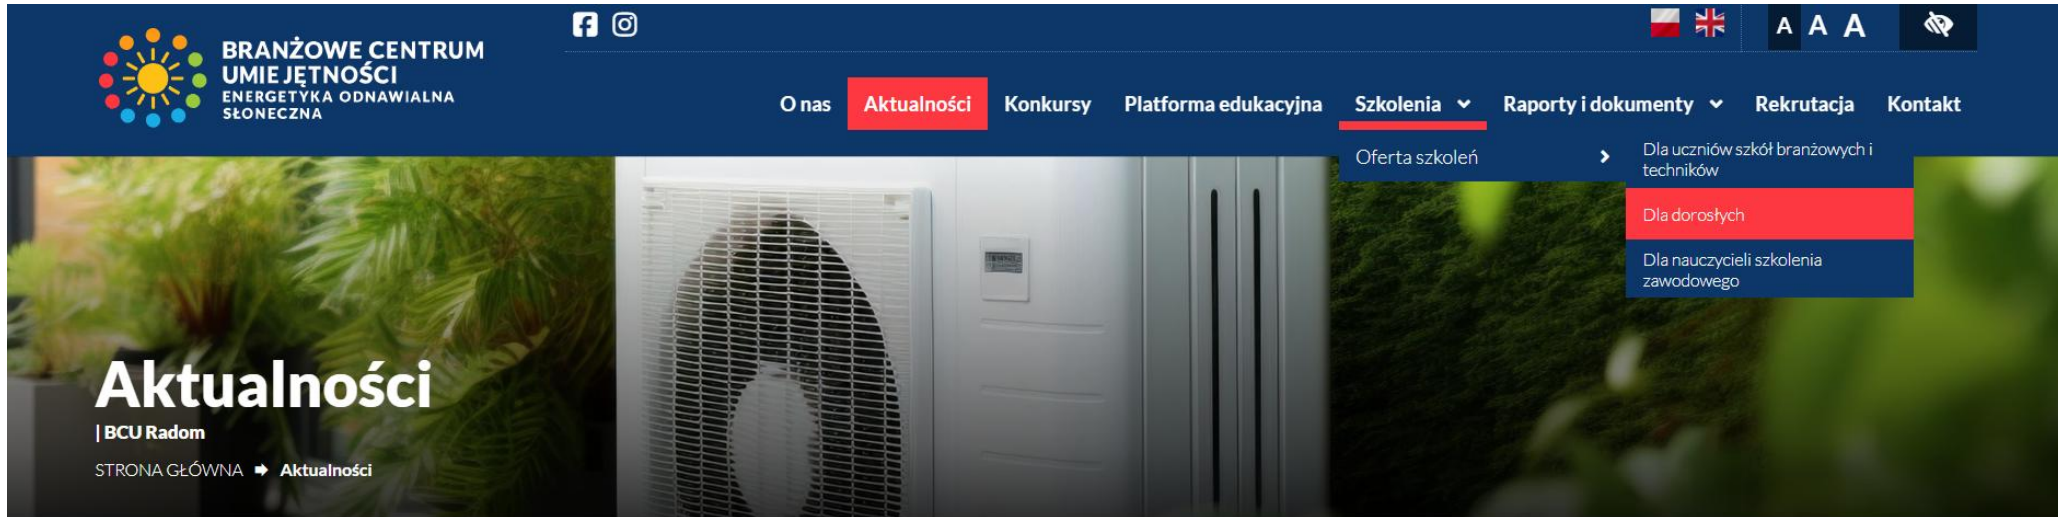 BRANŻOWE CENTRUM
UMIEJĘTNOŚCI
ENERGETYKA ODNAWIALNA
SŁONECZNA
A A A
O nas Aktualności Konkursy Platforma edukacyjna Szkolenia Raporty i dokumenty Rekrutacja Kontakt
Oferta szkoleń
Dla uczniów szkół branżowych i
techników
Dla dorosłych
Dla nauczycieli szkolenia
zawodowego
Aktualności
| BCU Radom
STRONA GŁÓWNA Aktualności